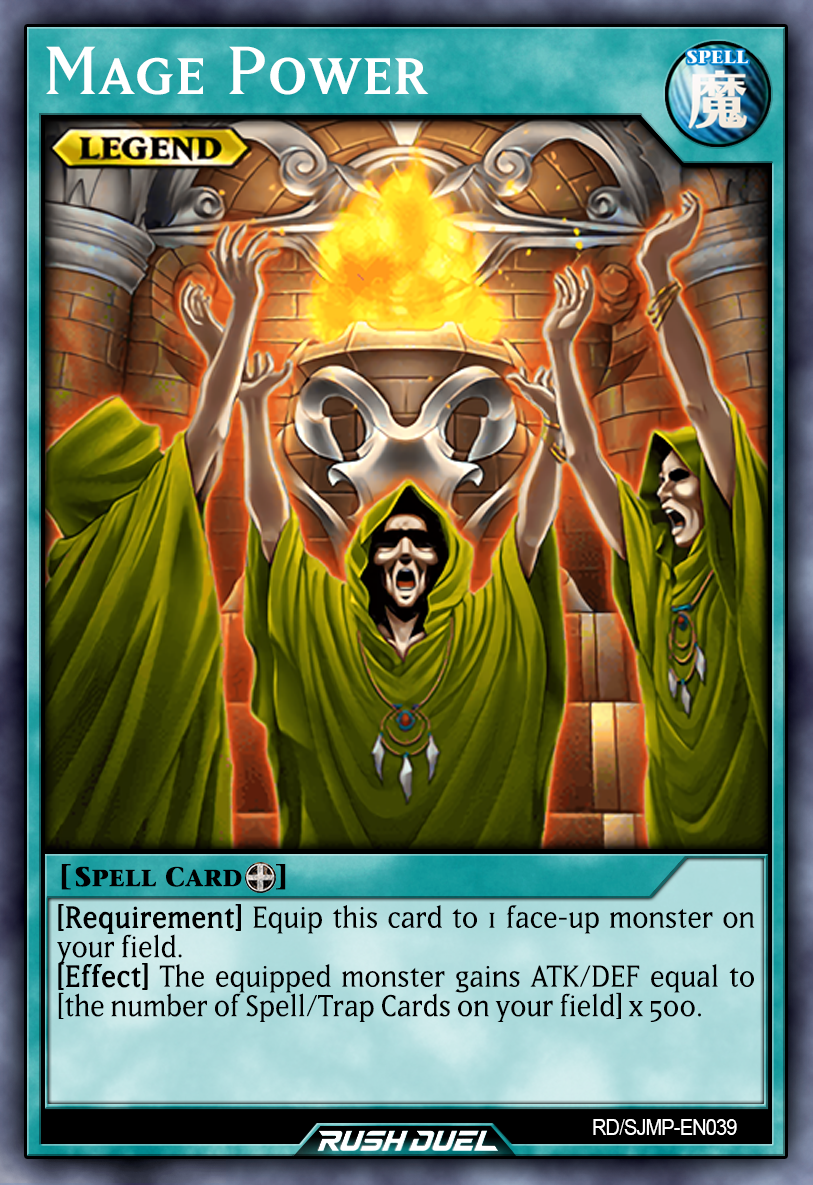 Mage Power
SPELL
魔
LEGEND
[Spell Card]
[Requirement] Equip this card to 1 face-up monster on
your field.
[Effect] The equipped monster gains ATK/DEF equal to
[the number of Spell/Trap Cards on your field] x 500.
RD/SJMP-EN039
RUSH DUEL